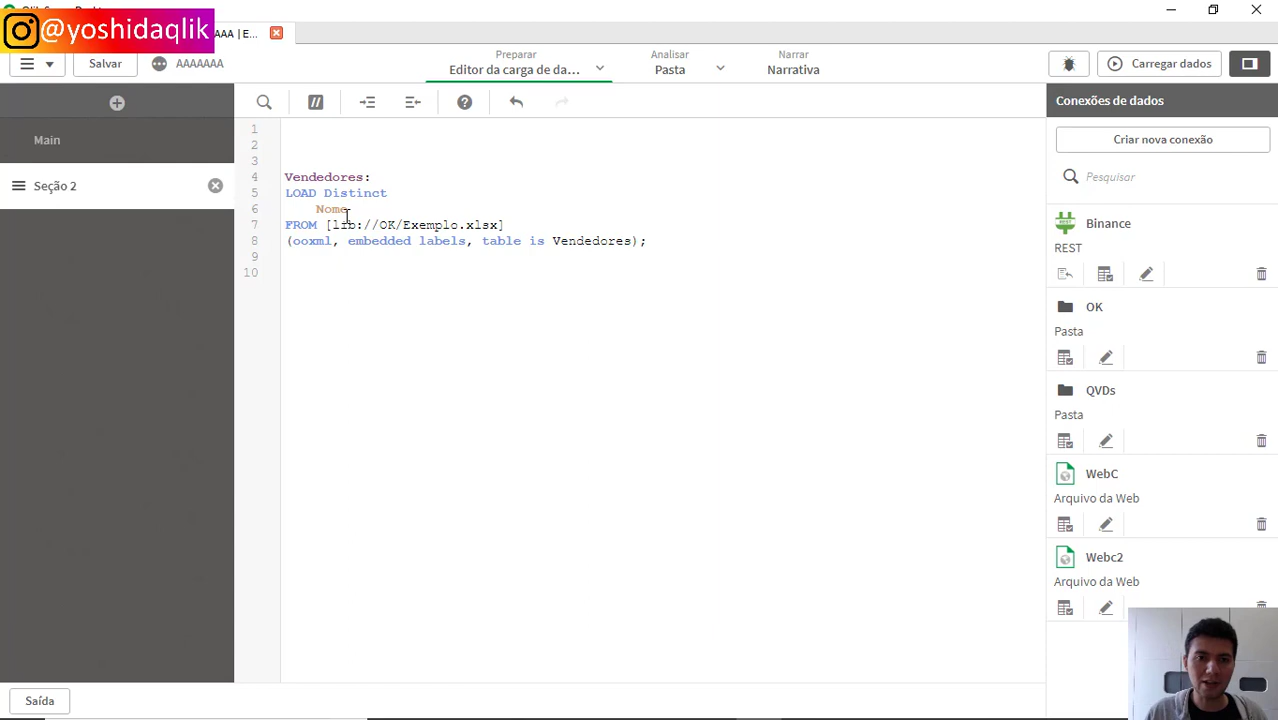 @yoshidaqlik
AAA | E...
Salvar
AAAAAAA
Preparar
Editor da carga de da...
Analisar
Pasta
Narrar
Narrativa
Carregar dados
Main
Seção 2
1
2
3
4 Vendedores:
5 LOAD Distinct
6 Nome
7 FROM [lib://OK/Exemplo.xlsx]
8 (ooxml, embedded labels, table is Vendedores);
9
10
Conexões de dados
Criar nova conexão
Pesquisar
Binance
REST
OK
Pasta
QVDs
Pasta
WebC
Arquivo da Web
Webc2
Arquivo da Web
Saída